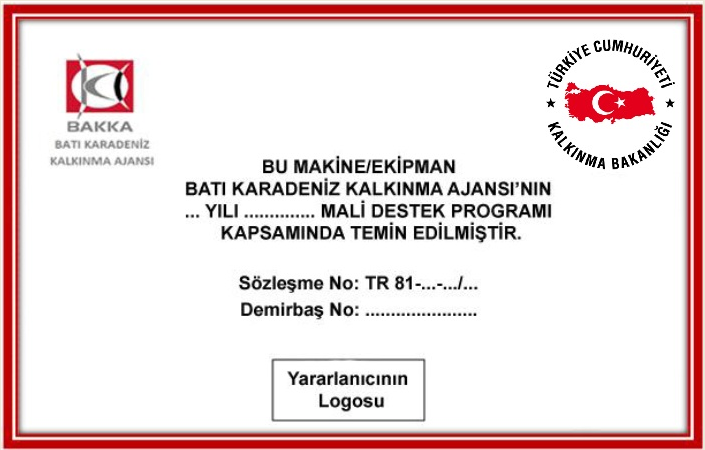 BAKKA
BATI KARADENİZ
KALKINMA AJANSI
TÜRKİYE CUMHURİYETİ
KALKINMA BAKANLIĞI
BU MAKİNE/EKİPMAN
BATI KARADENİZ KALKINMA AJANSI’NIN
... YILI .............. MALİ DESTEK PROGRAMI
KAPSAMINDA TEMİN EDİLMİŞTİR.
Sözleşme No: TR 81-...-.../...
Demirbaş No: ......................
Yararlanıcının
Logosu